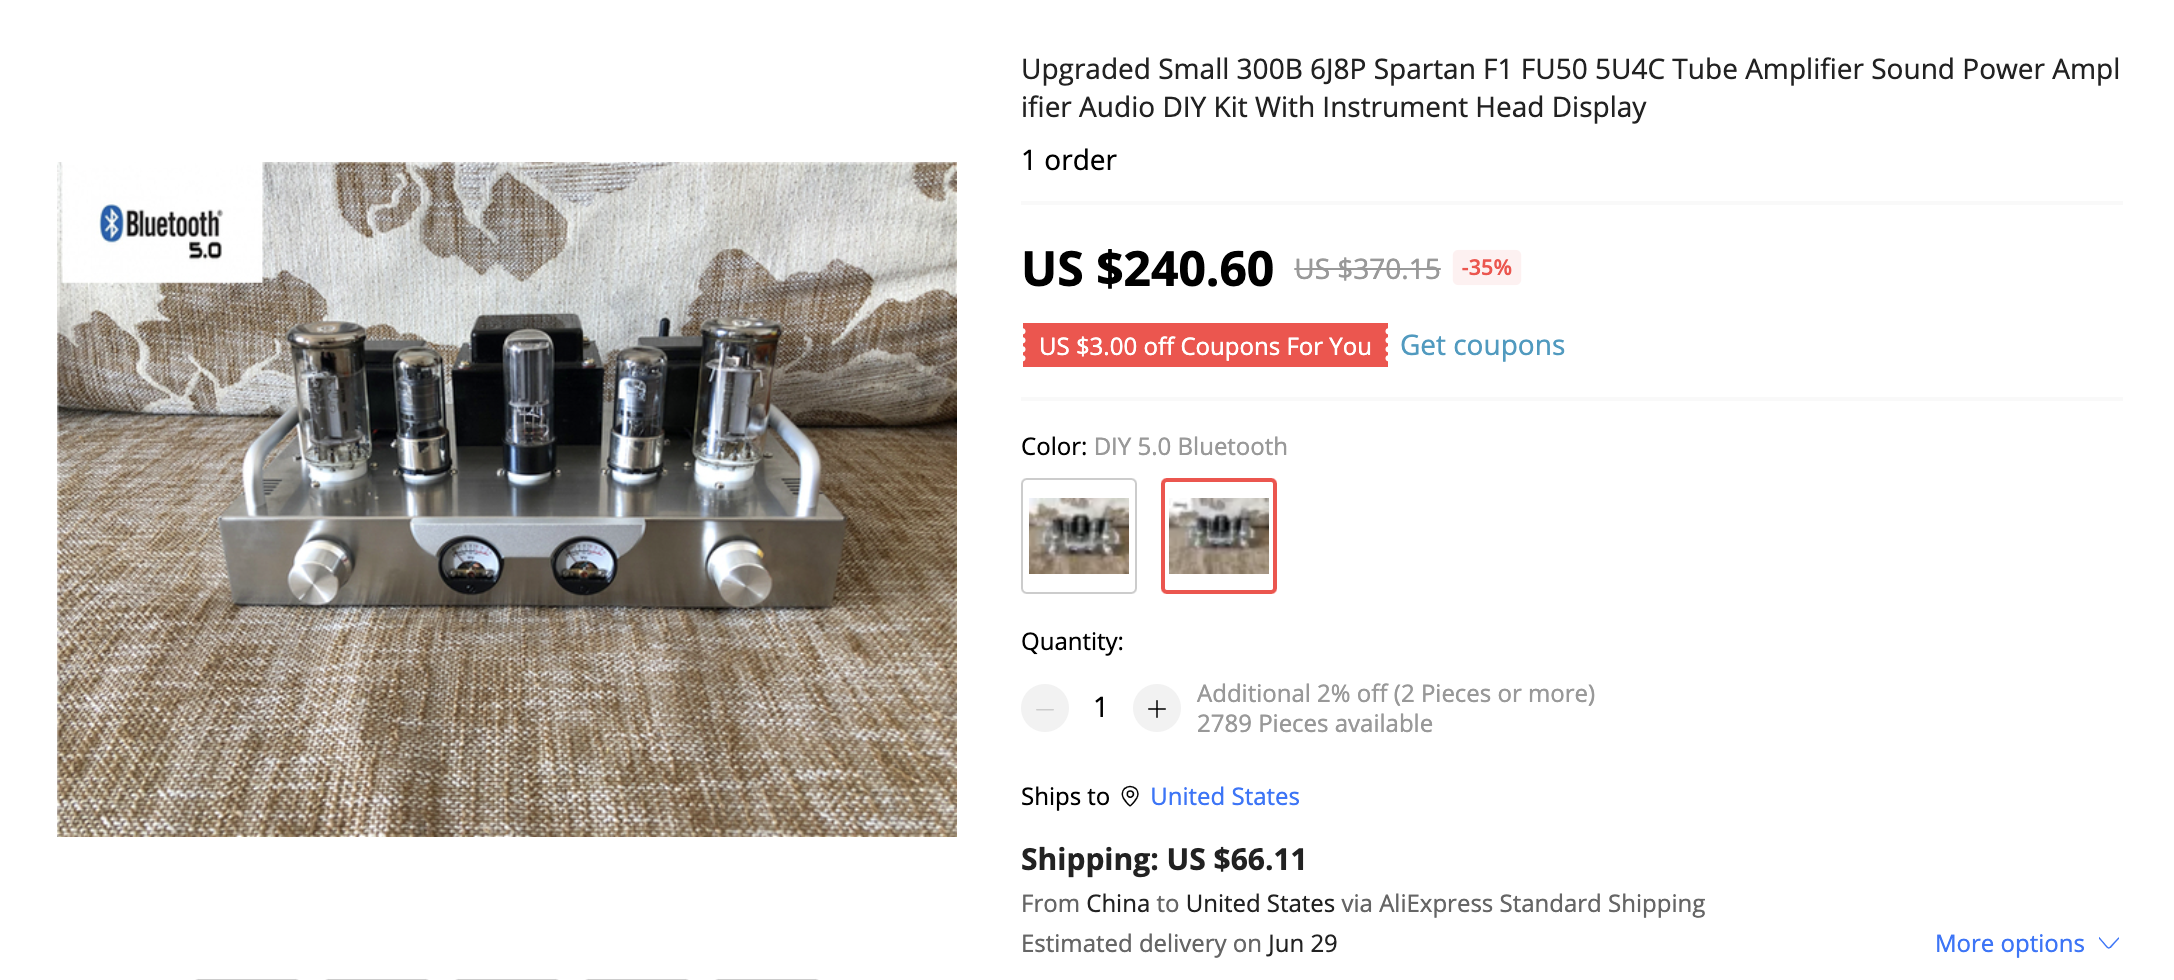 Bluetooth
5.0
Upgraded Small 300B 6J8P Spartan F1 FU50 5U4C Tube Amplifier Sound Power Ampl
ifier Audio DIY Kit With Instrument Head Display
1 order
US $240.60 US $370.15 -35%
US $3.00 off Coupons For You Get coupons
Color: DIY 5.0 Bluetooth
Quantity:
1
Additional 2% off (2 Pieces or more)
2789 Pieces available
Ships to United States
Shipping: US $66.11
From China to United States via AliExpress Standard Shipping
Estimated delivery on Jun 29
More options